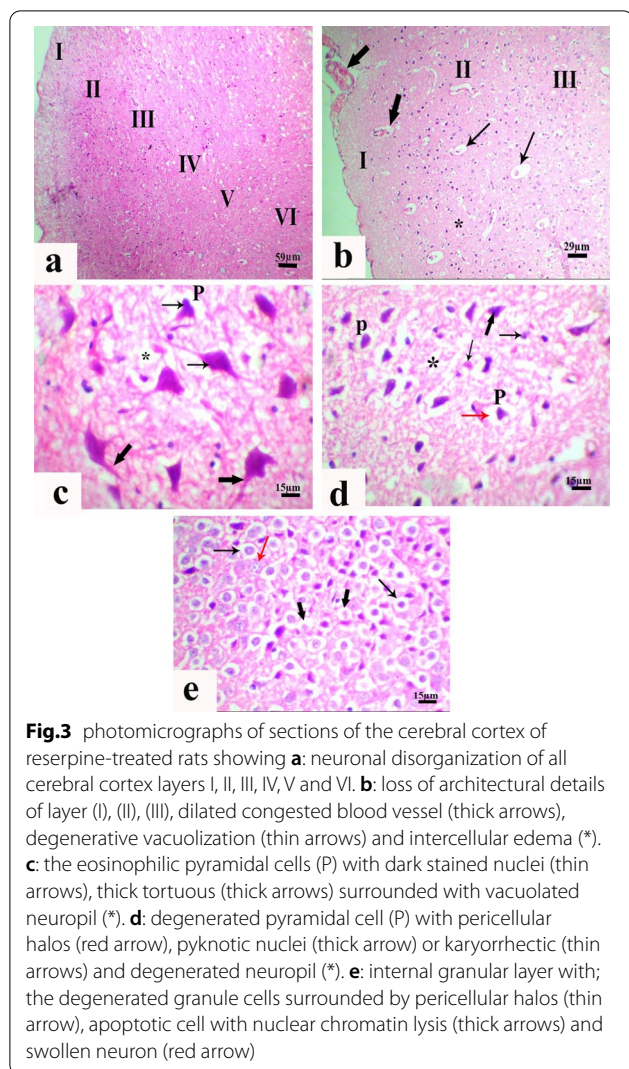 I
II
III
IV
V
VI
a
59µm
I
II
III
*
b
29µm
P
*
c
15µm
p
*
P
d
15µm
e
15µm
Fig.3 photomicrographs of sections of the cerebral cortex of
reserpine-treated rats showing a: neuronal disorganization of all
cerebral cortex layers I, II, III, IV, V and VI. b: loss of architectural details
of layer (I), (II), (III), dilated congested blood vessel (thick arrows),
degenerative vacuolization (thin arrows) and intercellular edema (*).
c: the eosinophilic pyramidal cells (P) with dark stained nuclei (thin
arrows), thick tortuous (thick arrows) surrounded with vacuolated
neuropil (*). d: degenerated pyramidal cell (P) with pericellular
halos (red arrow), pyknotic nuclei (thick arrow) or karyorrhectic (thin
arrows) and degenerated neuropil (*). e: internal granular layer with;
the degenerated granule cells surrounded by pericellular halos (thin
arrow), apoptotic cell with nuclear chromatin lysis (thick arrows) and
swollen neuron (red arrow)